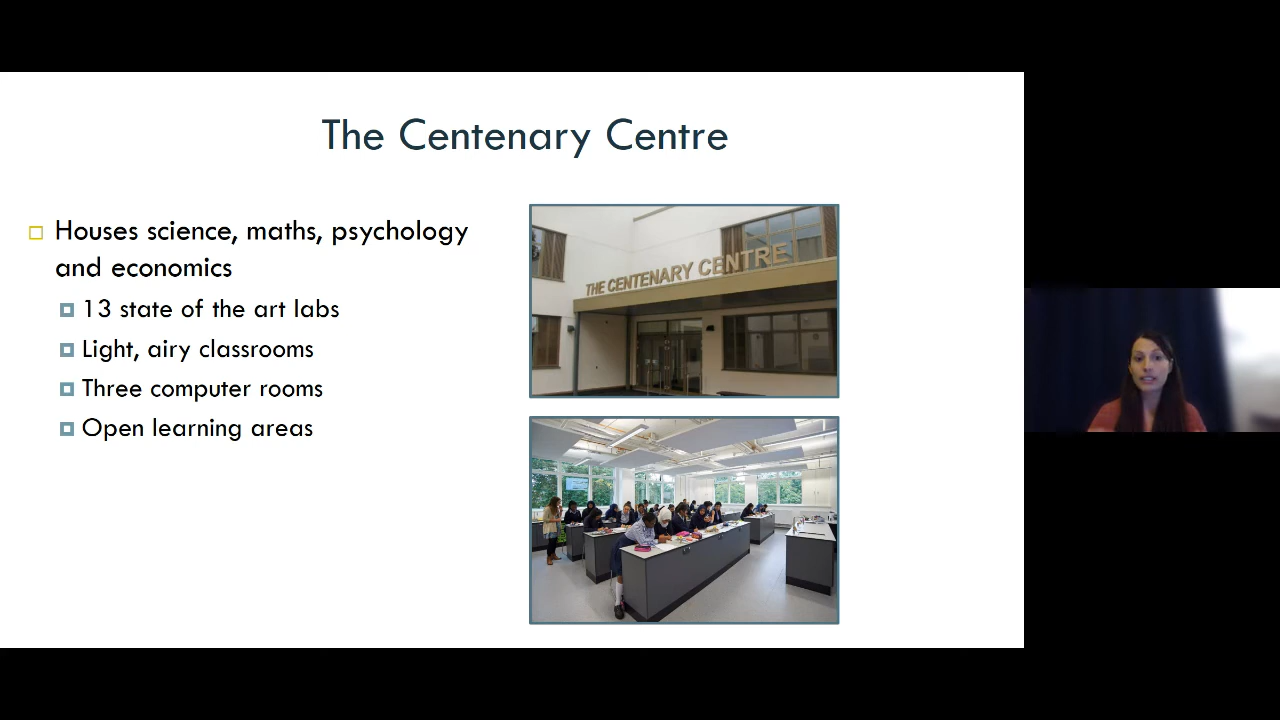 The Centenary Centre
Houses science, maths, psychology
and economics
13 state of the art labs
Light, airy classrooms
Three computer rooms
Open learning areas
THE CENTENARY CENTRE